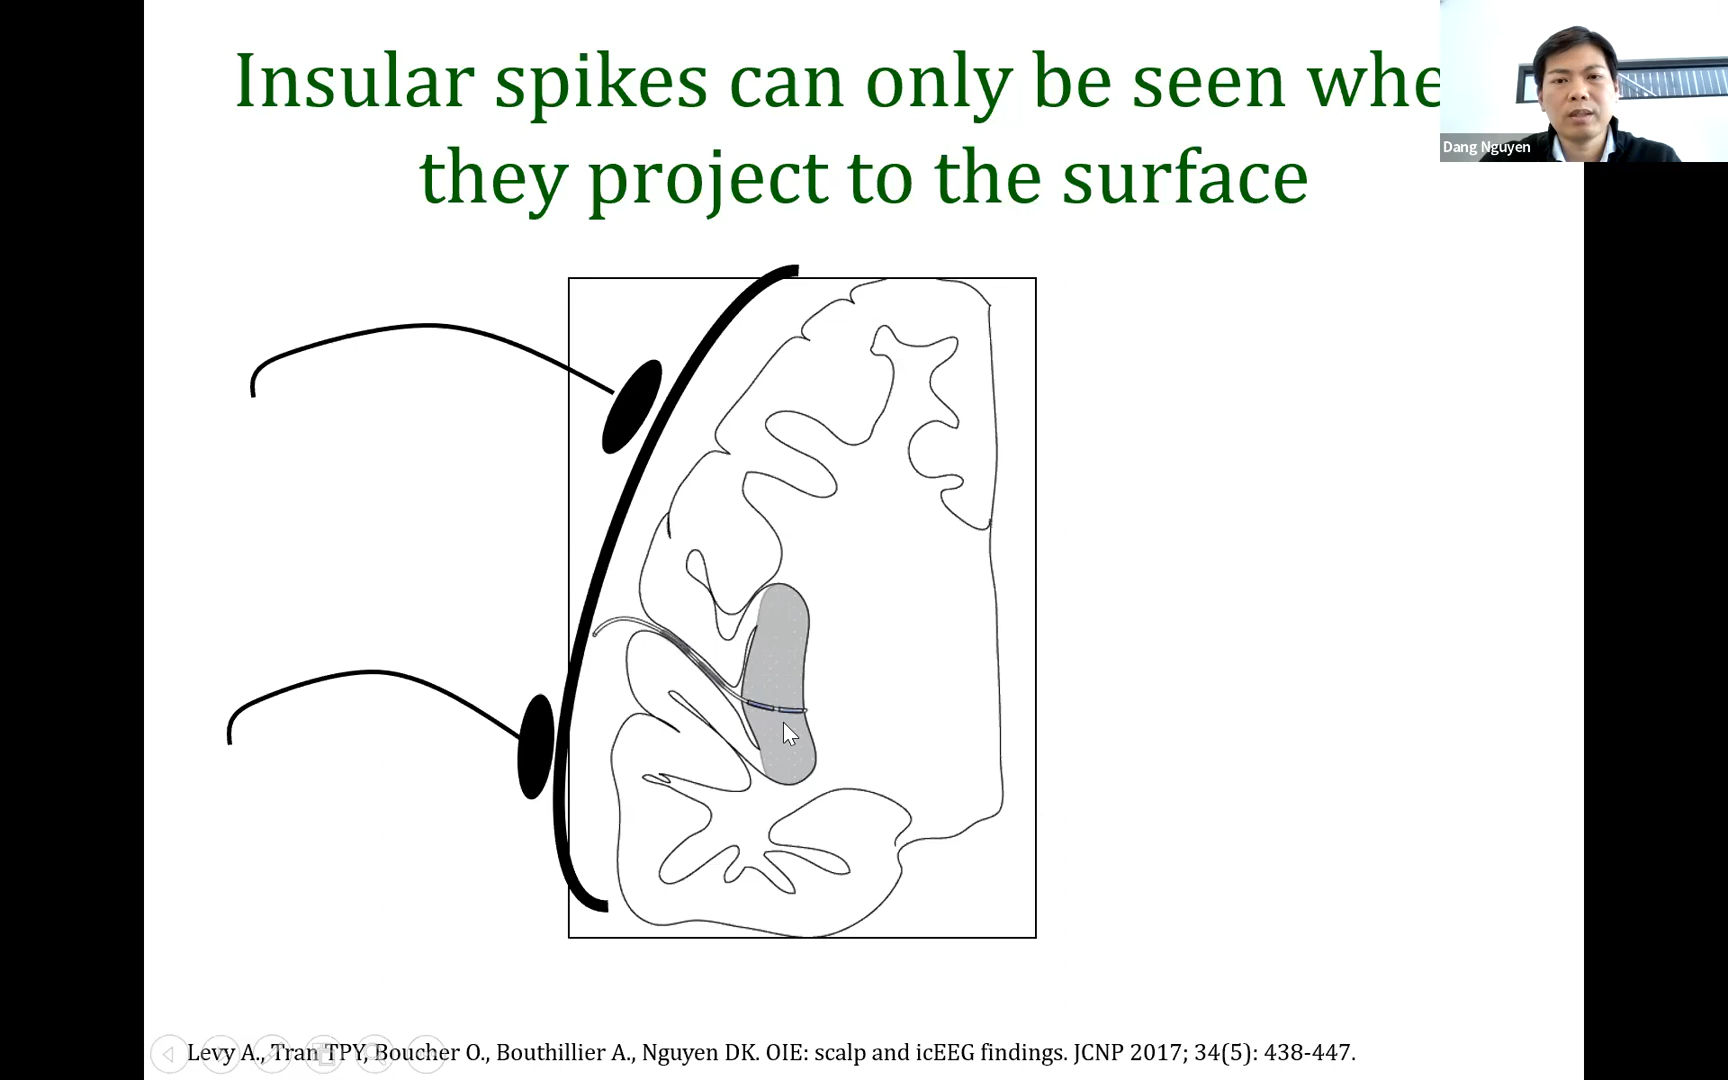 Insular spikes can only be seen whe
they project to the surface
Dang Nguyen
Levy A., Tran TPY, Boucher O., Bouthillier A., Nguyen DK. OIE: scalp and icEEG findings. JCNP 2017; 34(5): 438-447.